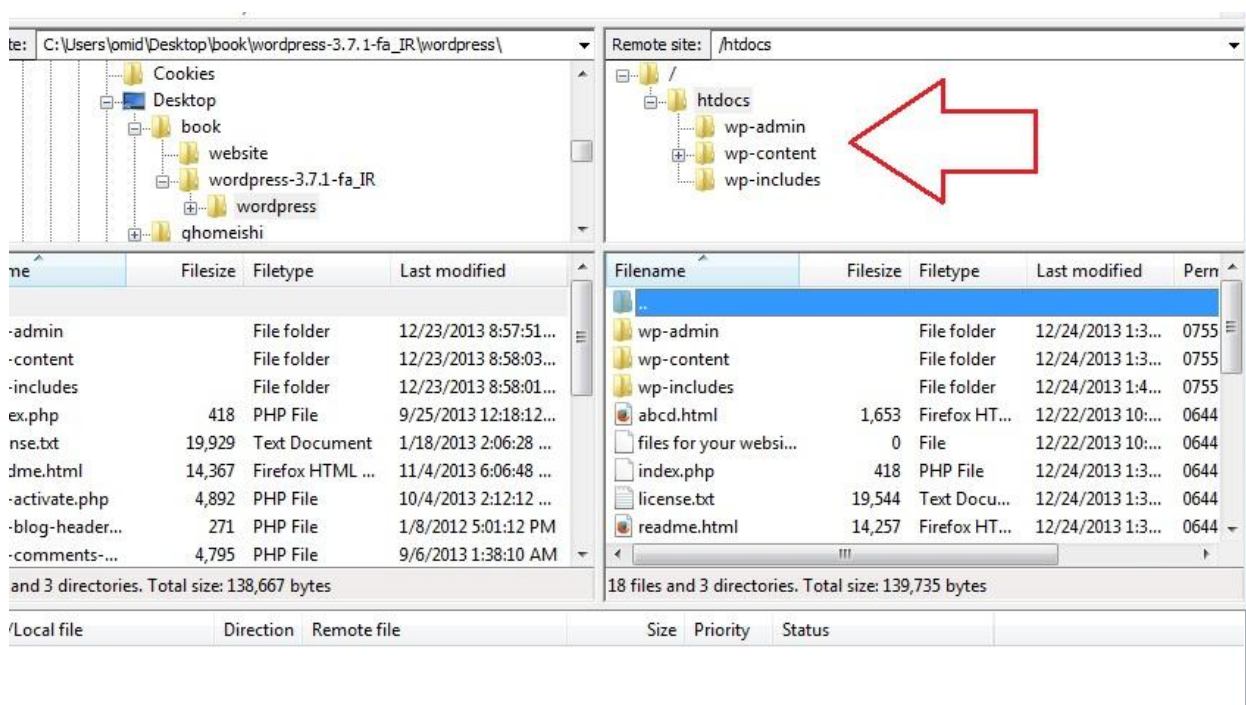 te: C:\Users\omid\Desktop\book\wordpress-3.7.1-fa_IR\wordpress\
Cookies
Desktop
book
website
wordpress-3.7.1-fa_IR
wordpress
ghomeishi
me Filesize Filetype Last modified
-admin File folder 12/23/2013 8:57:51...
-content File folder 12/23/2013 8:58:03...
-includes File folder 12/23/2013 8:58:01...
ex.php 418 PHP File 9/25/2013 12:18:12...
nse.txt 19,929 Text Document 1/18/2013 2:06:28 ...
dme.html 14,367 Firefox HTML ... 11/4/2013 6:06:48 ...
-activate.php 4,892 PHP File 10/4/2013 2:12:12 ...
-blog-header... 271 PHP File 1/8/2012 5:01:12 PM
-comments-... 4,795 PHP File 9/6/2013 1:38:10 AM
and 3 directories. Total size: 138,667 bytes
Remote site: /htdocs
/
htdocs
wp-admin
wp-content
wp-includes
Filename Filesize Filetype Last modified Perm
..
wp-admin File folder 12/24/2013 1:3... 0755
wp-content File folder 12/24/2013 1:3... 0755
wp-includes File folder 12/24/2013 1:4... 0755
abcd.html 1,653 Firefox HT... 12/22/2013 10:... 0644
files for your websi... 0 File 12/22/2013 10:... 0644
index.php 418 PHP File 12/24/2013 1:3... 0644
license.txt 19,544 Text Docu... 12/24/2013 1:3... 0644
readme.html 14,257 Firefox HT... 12/24/2013 1:3... 0644
18 files and 3 directories. Total size: 139,735 bytes
/Local file Direction Remote file Size Priority Status